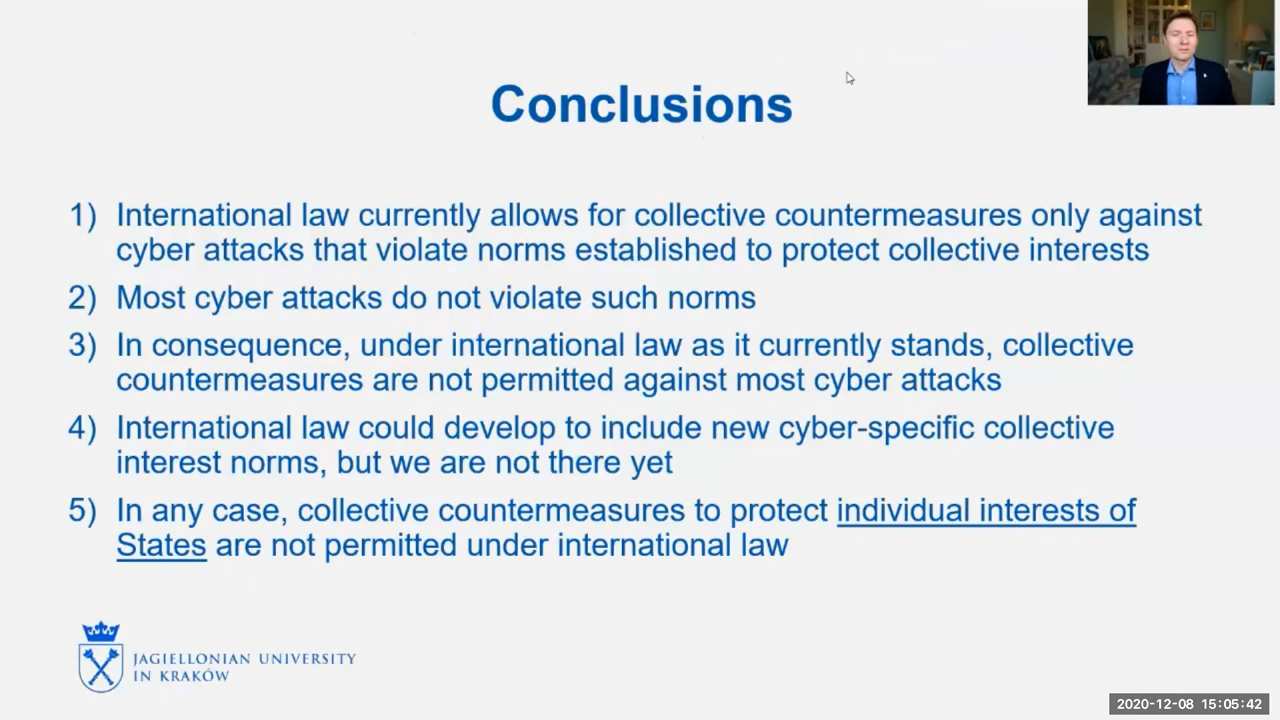 Conclusions
1) International law currently allows for collective countermeasures only against
cyber attacks that violate norms established to protect collective interests
2) Most cyber attacks do not violate such norms
3) In consequence, under international law as it currently stands, collective
countermeasures are not permitted against most cyber attacks
4) International law could develop to include new cyber-specific collective
interest norms, but we are not there yet
5) In any case, collective countermeasures to protect individual interests of
States are not permitted under international law
JAGIELLONIAN UNIVERSITY
IN KRAKÓW
2020-12-08 15:05:42